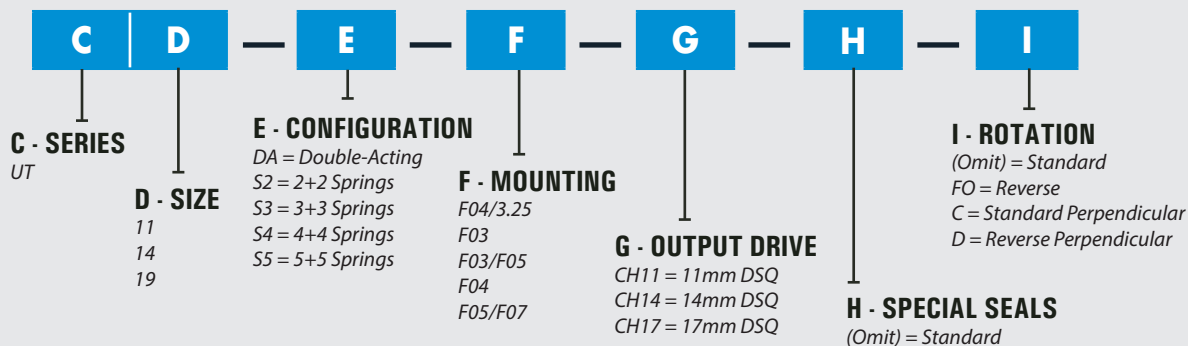 C D — E — F — G — H — I
C - SERIES
UT
D - SIZE
11
14
19
E - CONFIGURATION
DA = Double-Acting
S2 = 2+2 Springs
S3 = 3+3 Springs
S4 = 4+4 Springs
S5 = 5+5 Springs
F - MOUNTING
F04/3.25
F03
F03/F05
F04
F05/F07
G - OUTPUT DRIVE
CH11 = 11mm DSQ
CH14 = 14mm DSQ
CH17 = 17mm DSQ
H - SPECIAL SEALS
(Omit) = Standard
I - ROTATION
(Omit) = Standard
FO = Reverse
C = Standard Perpendicular
D = Reverse Perpendicular